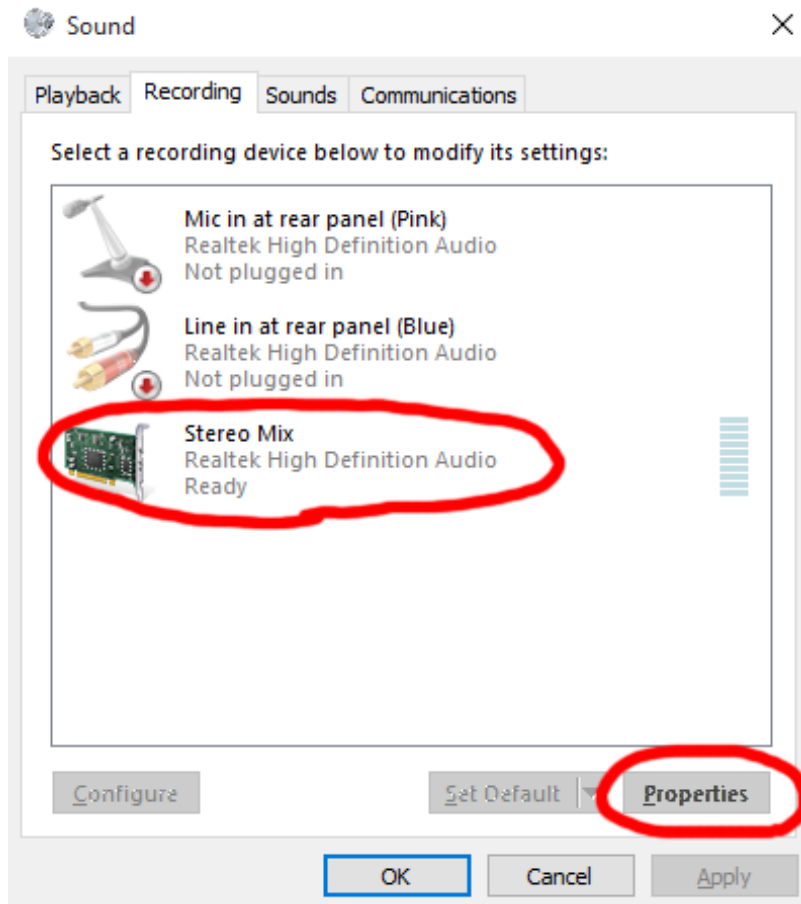 Sound
Playback Recording Sounds Communications
Select a recording device below to modify its settings:
Mic in at rear panel (Pink)
Realtek High Definition Audio
Not plugged in
Line in at rear panel (Blue)
Realtek High Definition Audio
Not plugged in
Stereo Mix
Realtek High Definition Audio
Ready
Configure Set Default Properties
OK Cancel Apply